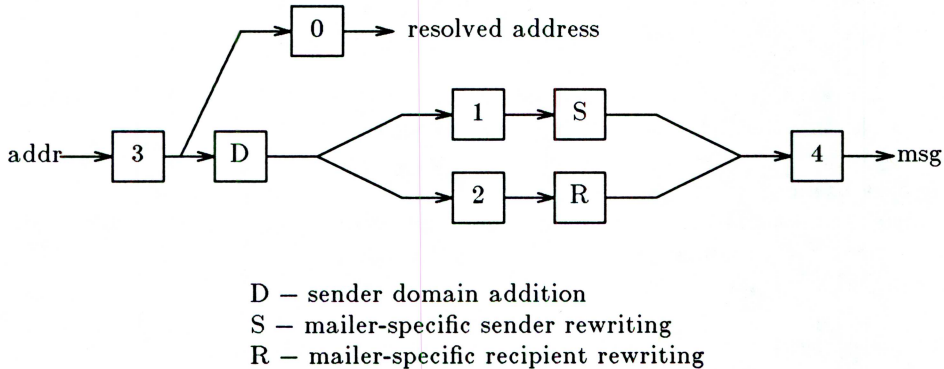 0 resolved address
1 S
addr 3 D 4 msg
2 R
D – sender domain addition
S – mailer-specific sender rewriting
R – mailer-specific recipient rewriting